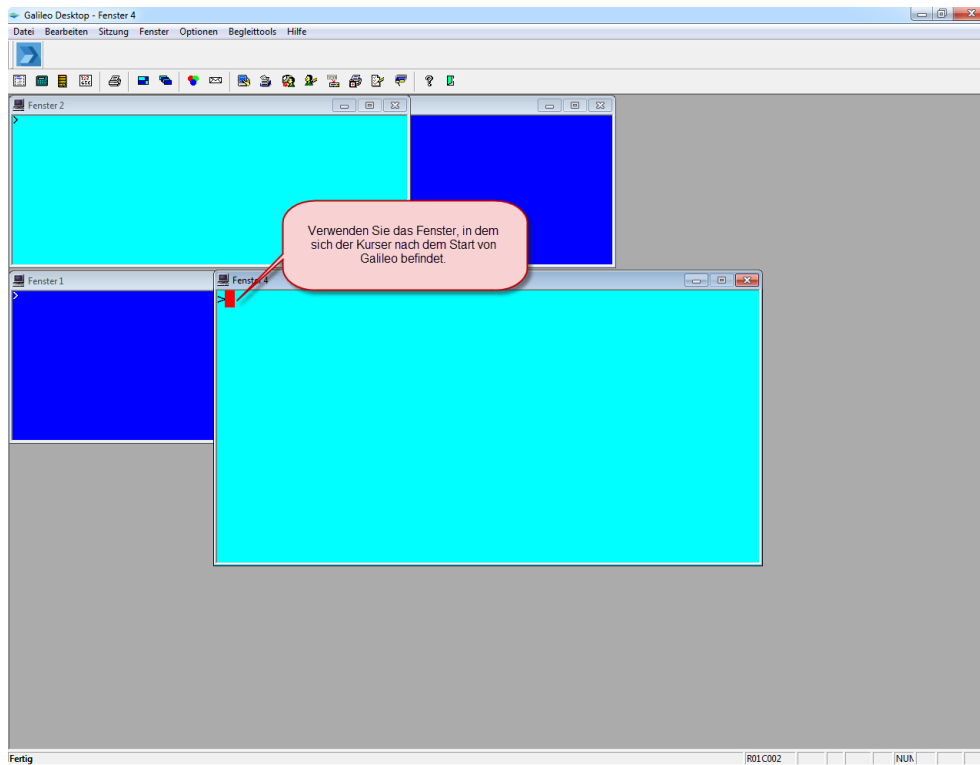 Galileo Desktop - Fenster 4
Datei Bearbeiten Sitzung Fenster Optionen Begleittools Hilfe
Fenster 2
>
Verwenden Sie das Fenster, in dem
sich der Kurser nach dem Start von
Galileo befindet.
Fenster 1
>
Fenster 4
>
Fertig
R01C002
NUM